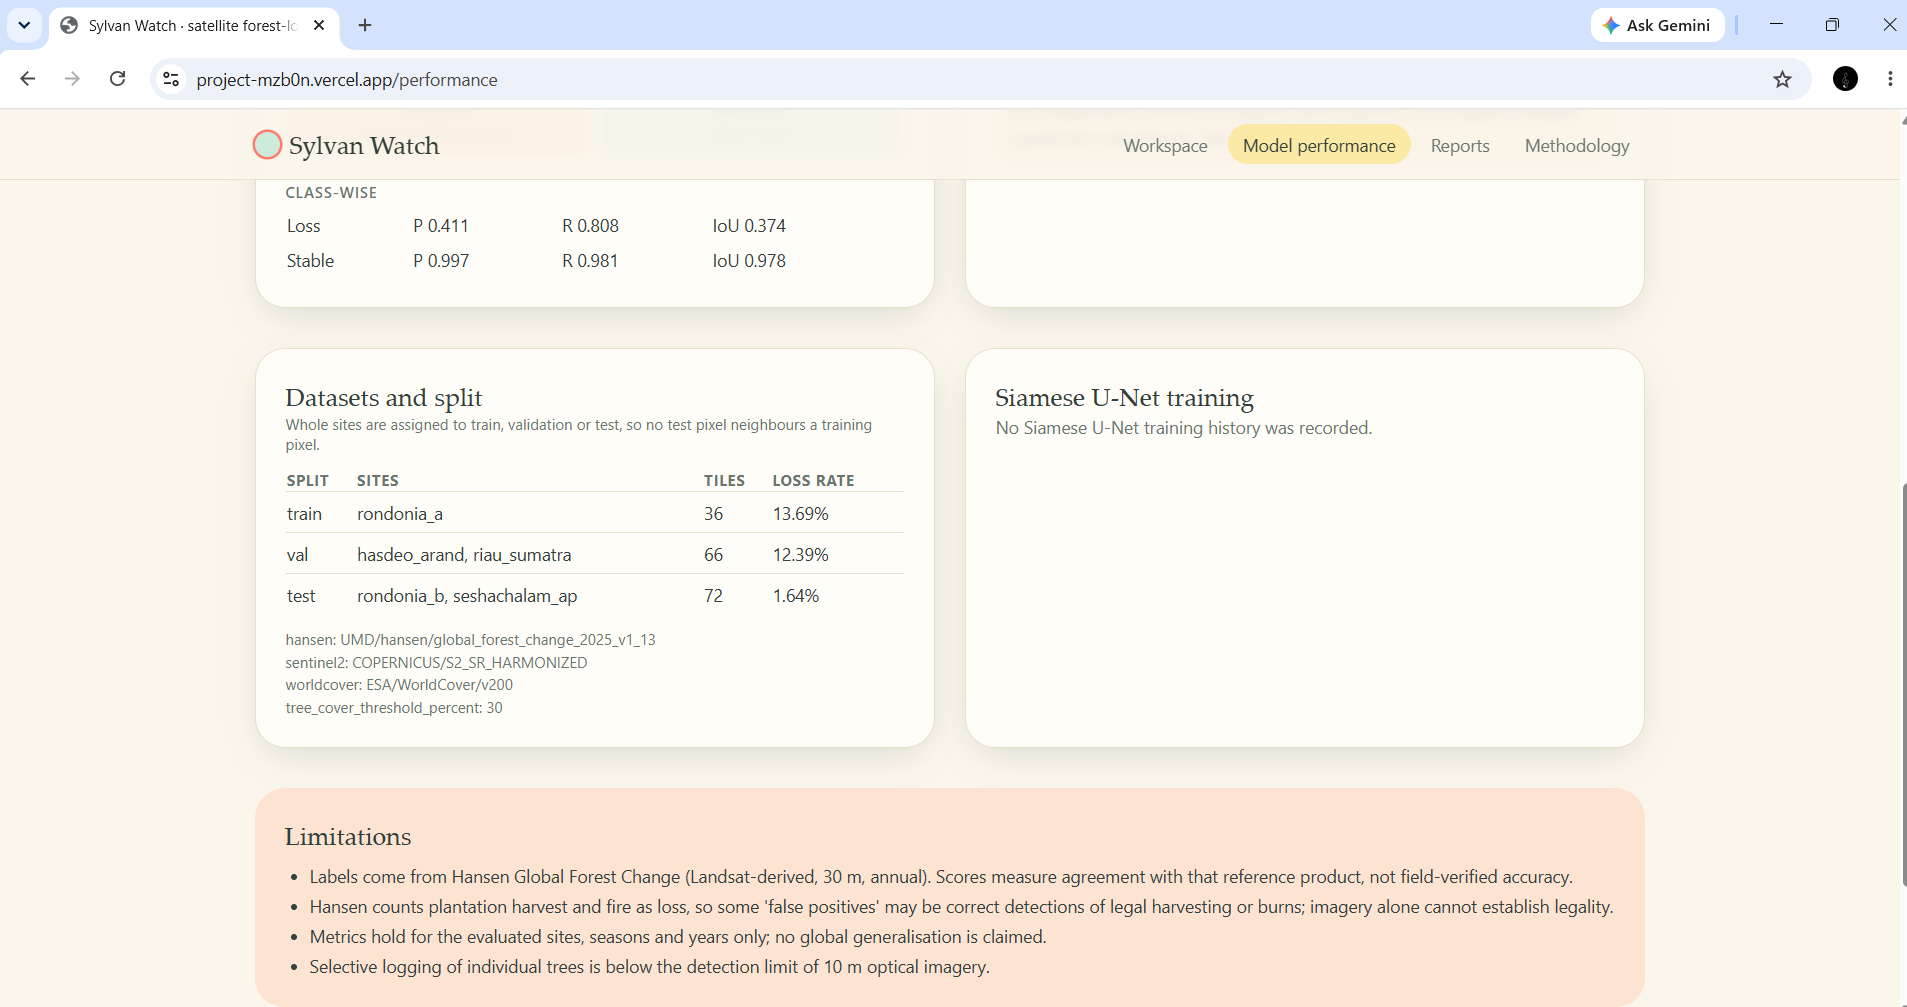 Sylvan Watch · satellite forest-lo
Ask Gemini
project-mzb0n.vercel.app/performance
Sylvan Watch
Workspace
Model performance
Reports
Methodology
CLASS-WISE
Loss P 0.411 R 0.808 IoU 0.374
Stable P 0.997 R 0.981 IoU 0.978
Datasets and split
Whole sites are assigned to train, validation or test, so no test pixel neighbours a training
pixel.
SPLIT SITES TILES LOSS RATE
train rondonia_a 36 13.69%
val hasdeo_arand, riau_sumatra 66 12.39%
test rondonia_b, seshachalam_ap 72 1.64%
hansen: UMD/hansen/global_forest_change_2025_v1_13
sentinel2: COPERNICUS/S2_SR_HARMONIZED
worldcover: ESA/WorldCover/v200
tree_cover_threshold_percent: 30
Siamese U-Net training
No Siamese U-Net training history was recorded.
Limitations
• Labels come from Hansen Global Forest Change (Landsat-derived, 30 m, annual). Scores measure agreement with that reference product, not field-verified accuracy.
• Hansen counts plantation harvest and fire as loss, so some 'false positives' may be correct detections of legal harvesting or burns; imagery alone cannot establish legality.
• Metrics hold for the evaluated sites, seasons and years only; no global generalisation is claimed.
• Selective logging of individual trees is below the detection limit of 10 m optical imagery.